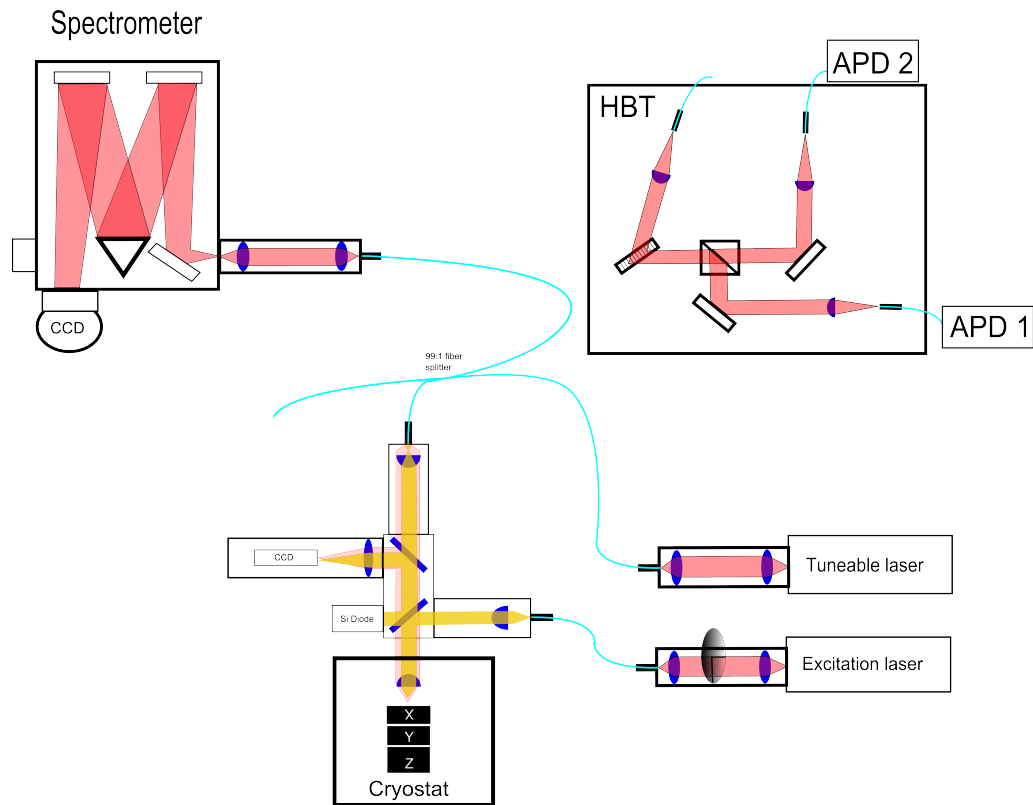 Spectrometer
APD 2
HBT
CCD
APD 1
99:1 fiber
splitter
CCD
Tuneable laser
Si Diode
Excitation laser
X
Y
Z
Cryostat